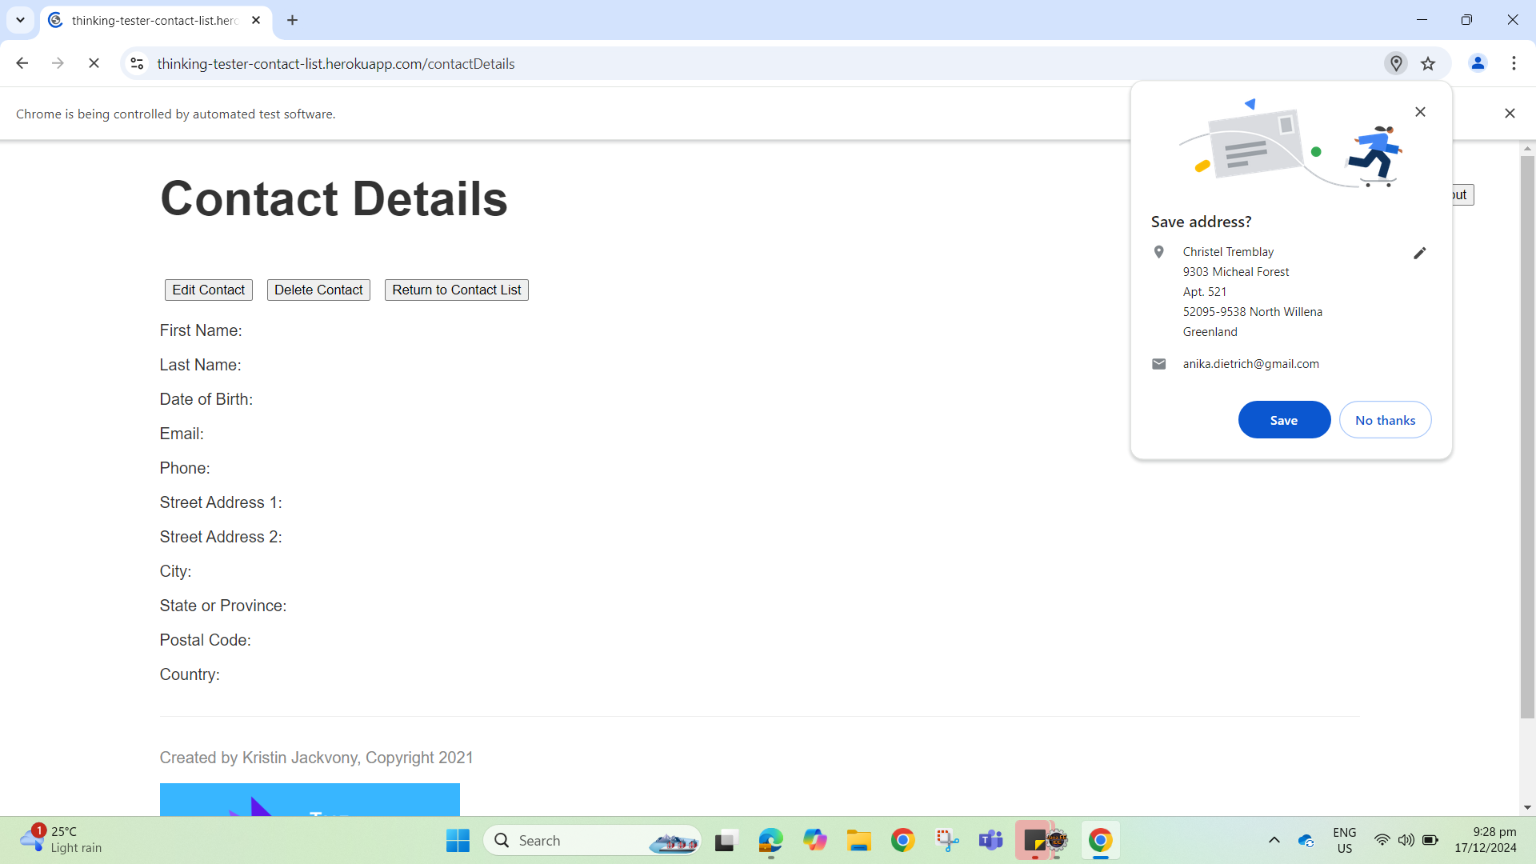 thinking-tester-contact-list.herc
thinking-tester-contact-list.herokuapp.com/contactDetails
Chrome is being controlled by automated test software.
Contact Details
out
Edit Contact
Delete Contact
Return to Contact List
First Name:
Last Name:
Date of Birth:
Email:
Phone:
Street Address 1:
Street Address 2:
City:
State or Province:
Postal Code:
Country:
Created by Kristin Jackvony, Copyright 2021
Save address?
Christel Tremblay
9303 Micheal Forest
Apt. 521
52095-9538 North Willena
Greenland
anika.dietrich@gmail.com
Save
No thanks
1
25°C
Light rain
Search
ENG
US
9:28 pm
17/12/2024